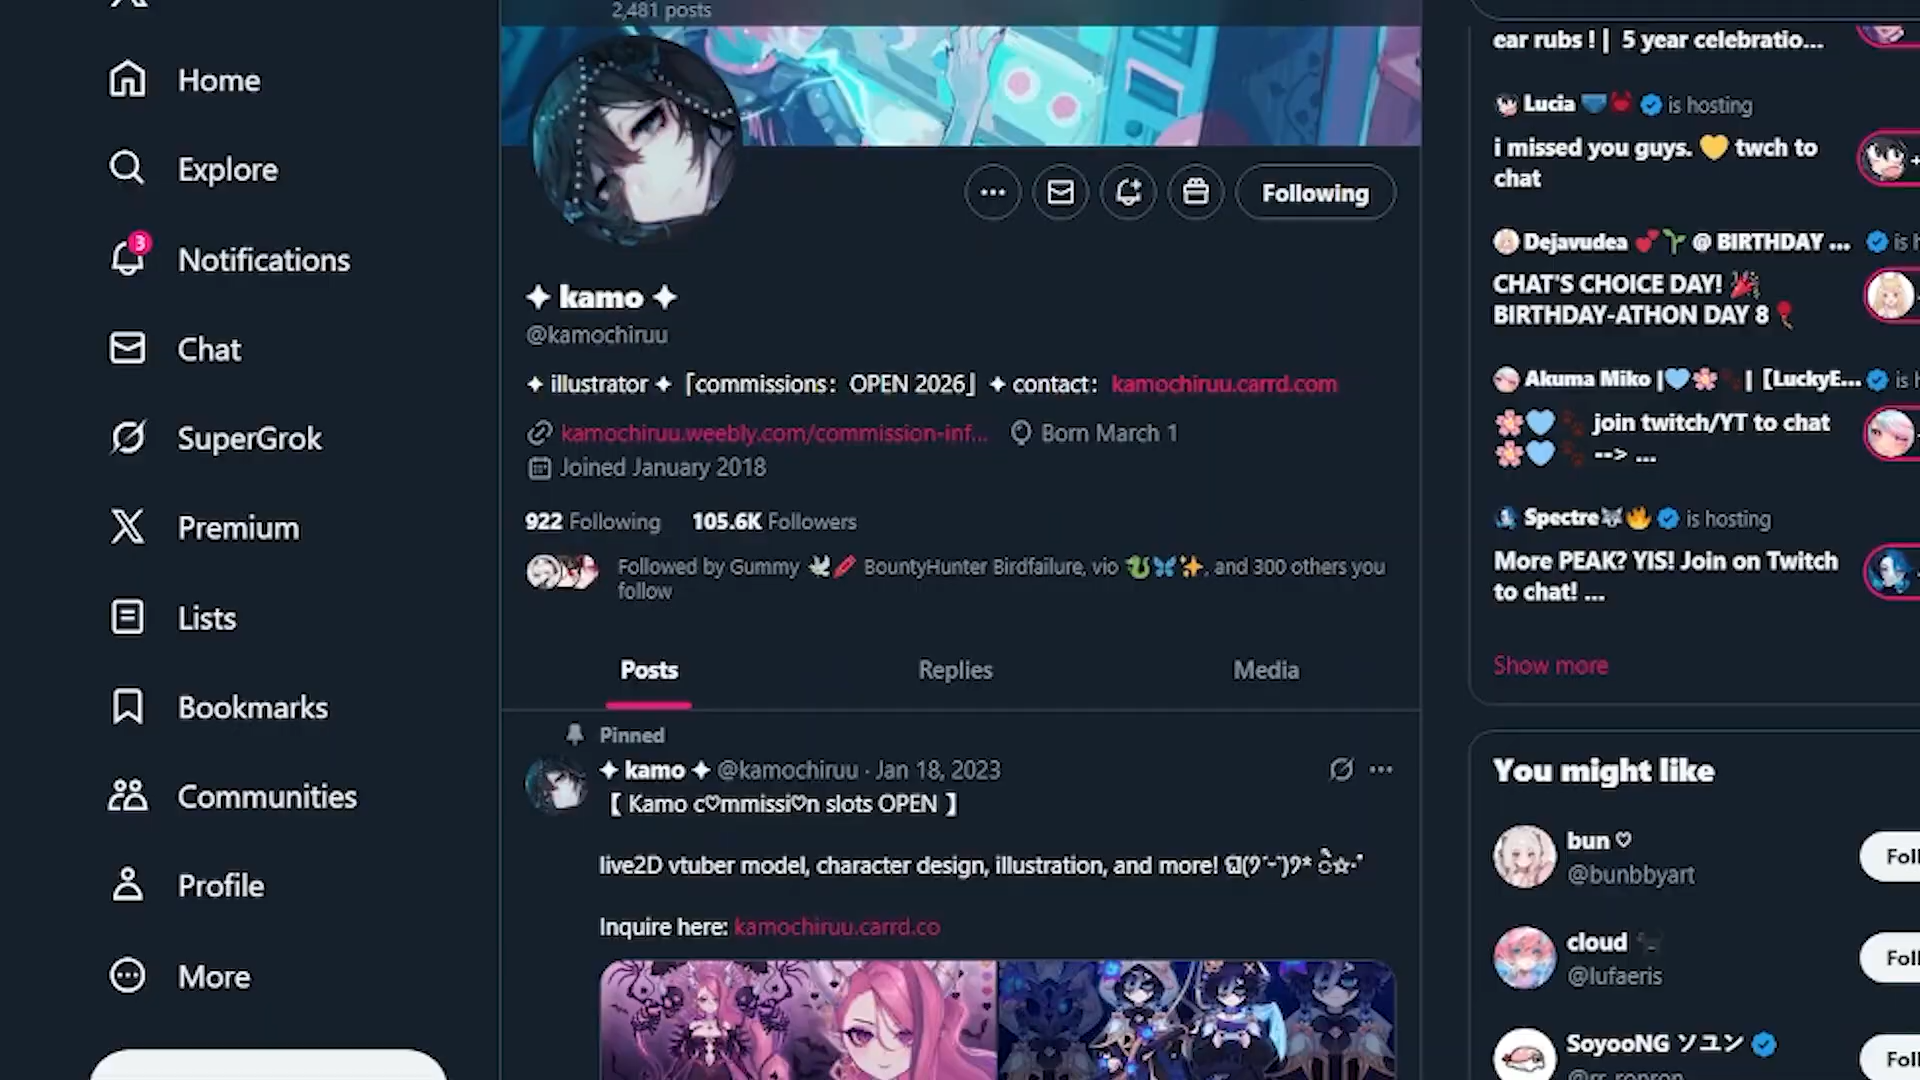 2,481 posts
Home
Explore
3
Notifications
Chat
SuperGrok
Premium
Lists
Bookmarks
Communities
Profile
More
Following
✦ kamo ✦
@kamochiruu
✦ illustrator ✦ ⌈commissions: OPEN 2026⌋ ✦ contact: kamochiruu.carrd.com
kamochiruu.weebly.com/commission-inf... Born March 1
Joined January 2018
922 Following 105.6K Followers
Followed by Gummy 🕊️🖍️ BountyHunter Birdfailure, vio 🐉🦋✨, and 300 others you
follow
Posts Replies Media
Pinned
✦ kamo ✦ @kamochiruu · Jan 18, 2023
【 Kamo c♡mmissi♡n slots OPEN 】
live2D vtuber model, character design, illustration, and more!
Inquire here: kamochiruu.carrd.co
ear rubs ! | 5 year celebratio...
Lucia 🩲🦀 is hosting
i missed you guys. 💛 twch to
chat
Dejavudea 💕🌱 @ BIRTHDAY ... is h
CHAT'S CHOICE DAY! 🎉
BIRTHDAY-ATHON DAY 8 🎈
Akuma Miko |🩵🌸🐾 | [LuckyE... is h
🌸🩵🐾 join twitch/YT to chat
🌸🩵🐾 --> ...
Spectre🐺🔥 is hosting
More PEAK? YIS! Join on Twitch
to chat! ...
Show more
You might like
bun ♡
@bunbbyart
Foll
cloud 🐈‍⬛
@lufaeris
Foll
SoyooNG ソユン
Foll